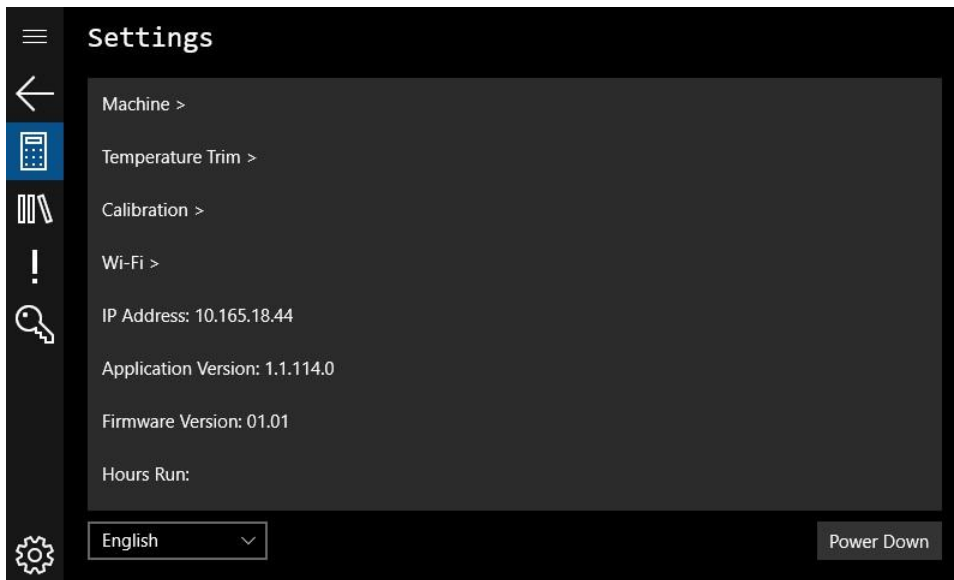 Settings
Machine >
Temperature Trim >
Calibration >
Wi-Fi >
IP Address: 10.165.18.44
Application Version: 1.1.114.0
Firmware Version: 01.01
Hours Run:
English
Power Down